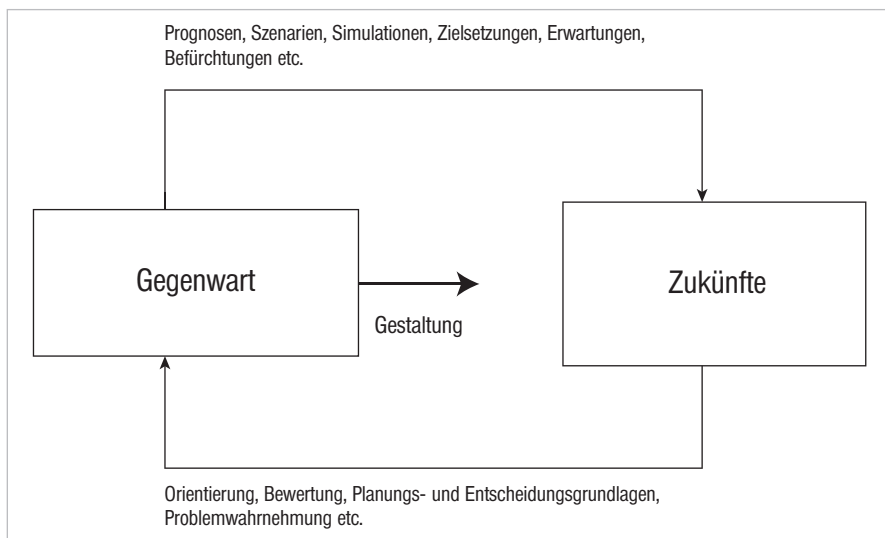 Prognosen, Szenarien, Simulationen, Zielsetzungen, Erwartungen,
Befürchtungen etc.
Gegenwart
Zukünfte
Gestaltung
Orientierung, Bewertung, Planungs- und Entscheidungsgrundlagen,
Problemwahrnehmung etc.